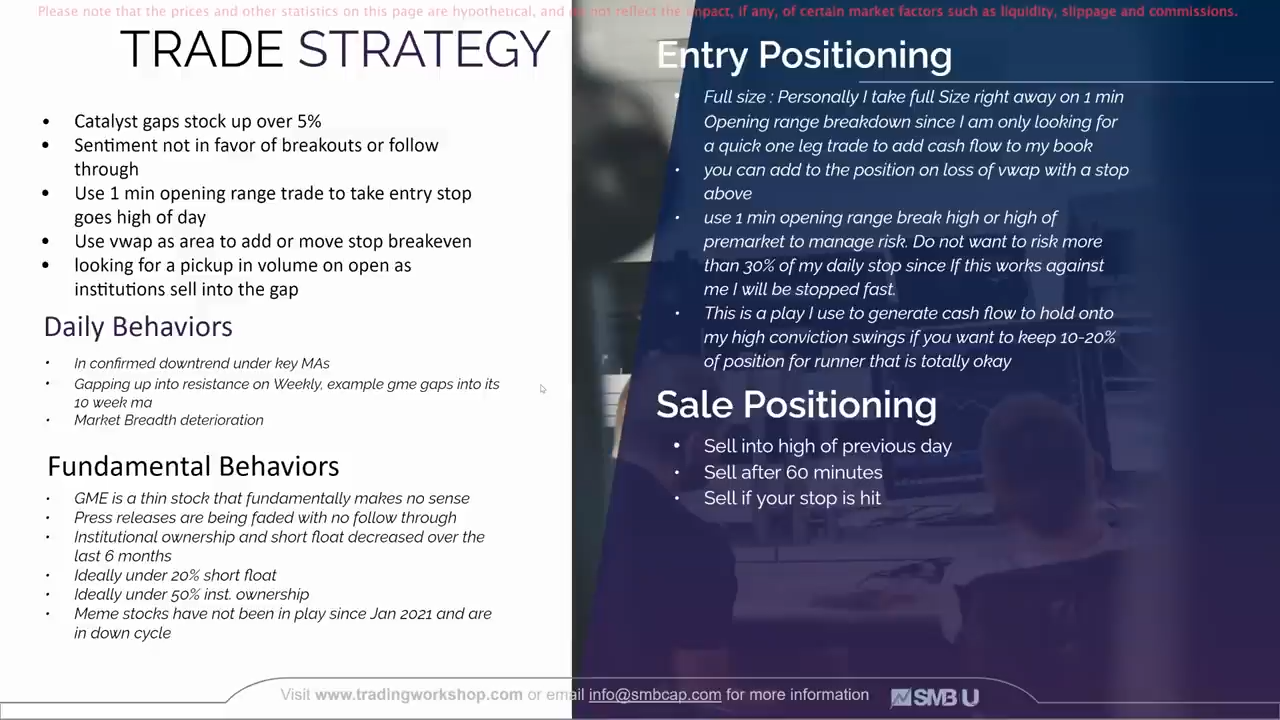 Please note that the prices and other statistics on this page are hypothetical, and do not reflect the impact, if any, of certain market factors such as liquidity, slippage and commissions.
TRADE STRATEGY
• Catalyst gaps stock up over 5%
• Sentiment not in favor of breakouts or follow
through
• Use 1 min opening range trade to take entry stop
goes high of day
• Use vwap as area to add or move stop breakeven
• looking for a pickup in volume on open as
institutions sell into the gap
Daily Behaviors
• In confirmed downtrend under key MAs
• Gapping up into resistance on Weekly, example gme gaps into its
10 week ma
• Market Breadth deterioration
Fundamental Behaviors
• GME is a thin stock that fundamentally makes no sense
• Press releases are being faded with no follow through
• Institutional ownership and short float decreased over the
last 6 months
• Ideally under 20% short float
• Ideally under 50% inst. ownership
• Meme stocks have not been in play since Jan 2021 and are
in down cycle
Entry Positioning
• Full size : Personally I take full Size right away on 1 min
Opening range breakdown since I am only looking for
a quick one leg trade to add cash flow to my book
• you can add to the position on loss of vwap with a stop
above
• use 1 min opening range break high or high of
premarket to manage risk. Do not want to risk more
than 30% of my daily stop since If this works against
me I will be stopped fast.
• This is a play I use to generate cash flow to hold onto
my high conviction swings if you want to keep 10-20%
of position for runner that is totally okay
Sale Positioning
• Sell into high of previous day
• Sell after 60 minutes
• Sell if your stop is hit
Visit www.tradingworkshop.com or email info@smbcap.com for more information
SMB U